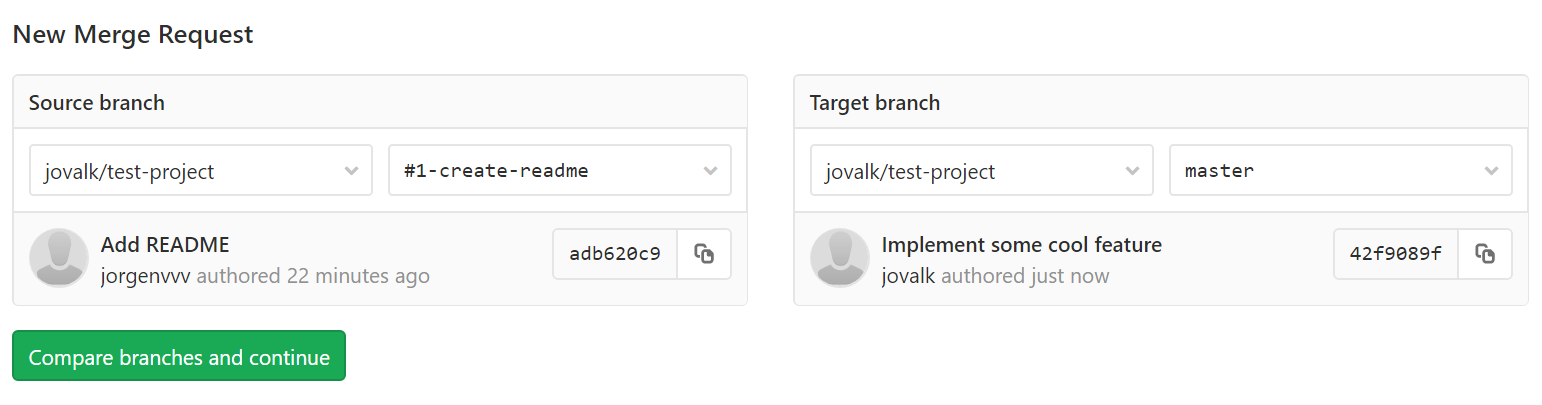 New Merge Request
Source branch
jovalk/test-project
#1-create-readme
Add README
jorgenvvv authored 22 minutes ago
adb620c9
Target branch
jovalk/test-project
master
Implement some cool feature
jovalk authored just now
42f9089f
Compare branches and continue